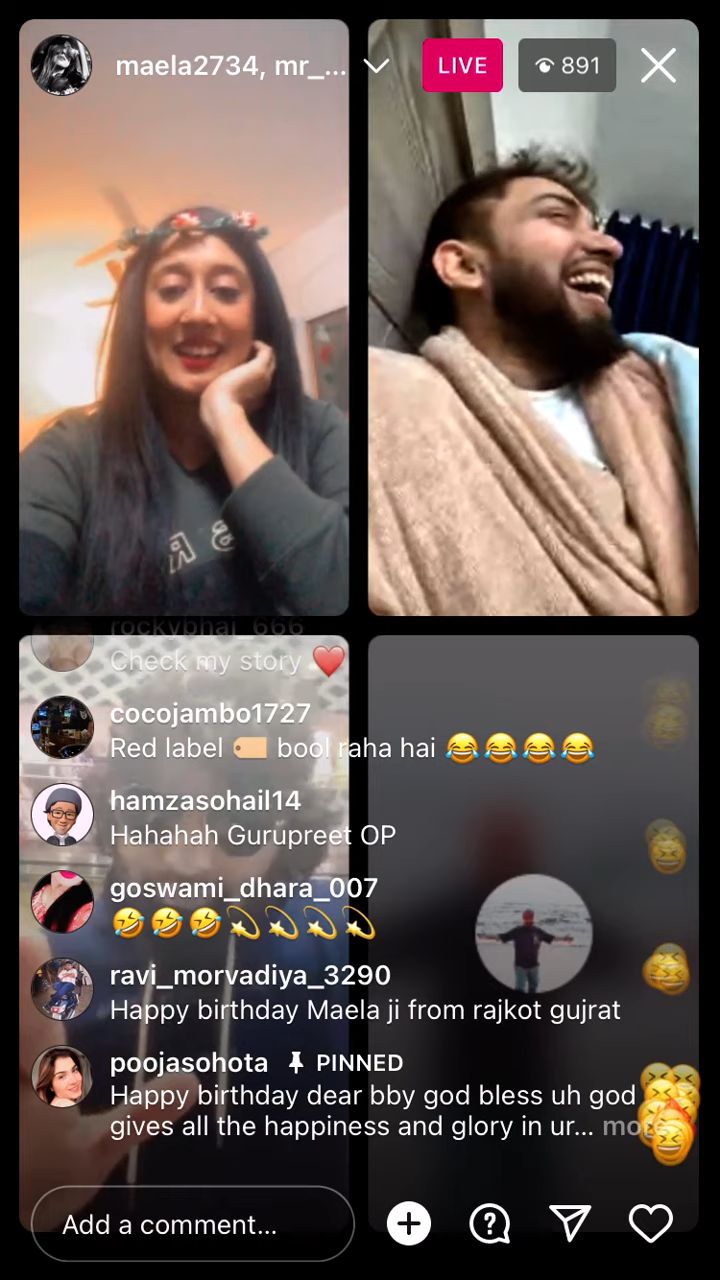 maela2734, mr_...
LIVE
891
rockybhai_666
Check my story ❤️
cocojambo1727
Red label 🏷️ bool raha hai 😂😂😂😂
hamzasohail14
Hahahah Gurupreet OP
goswami_dhara_007
🤣🤣🤣💫💫💫💫
ravi_morvadiya_3290
Happy birthday Maela ji from rajkot gujrat
poojasohota PINNED
Happy birthday dear bby god bless uh god
gives all the happiness and glory in ur... more
Add a comment...